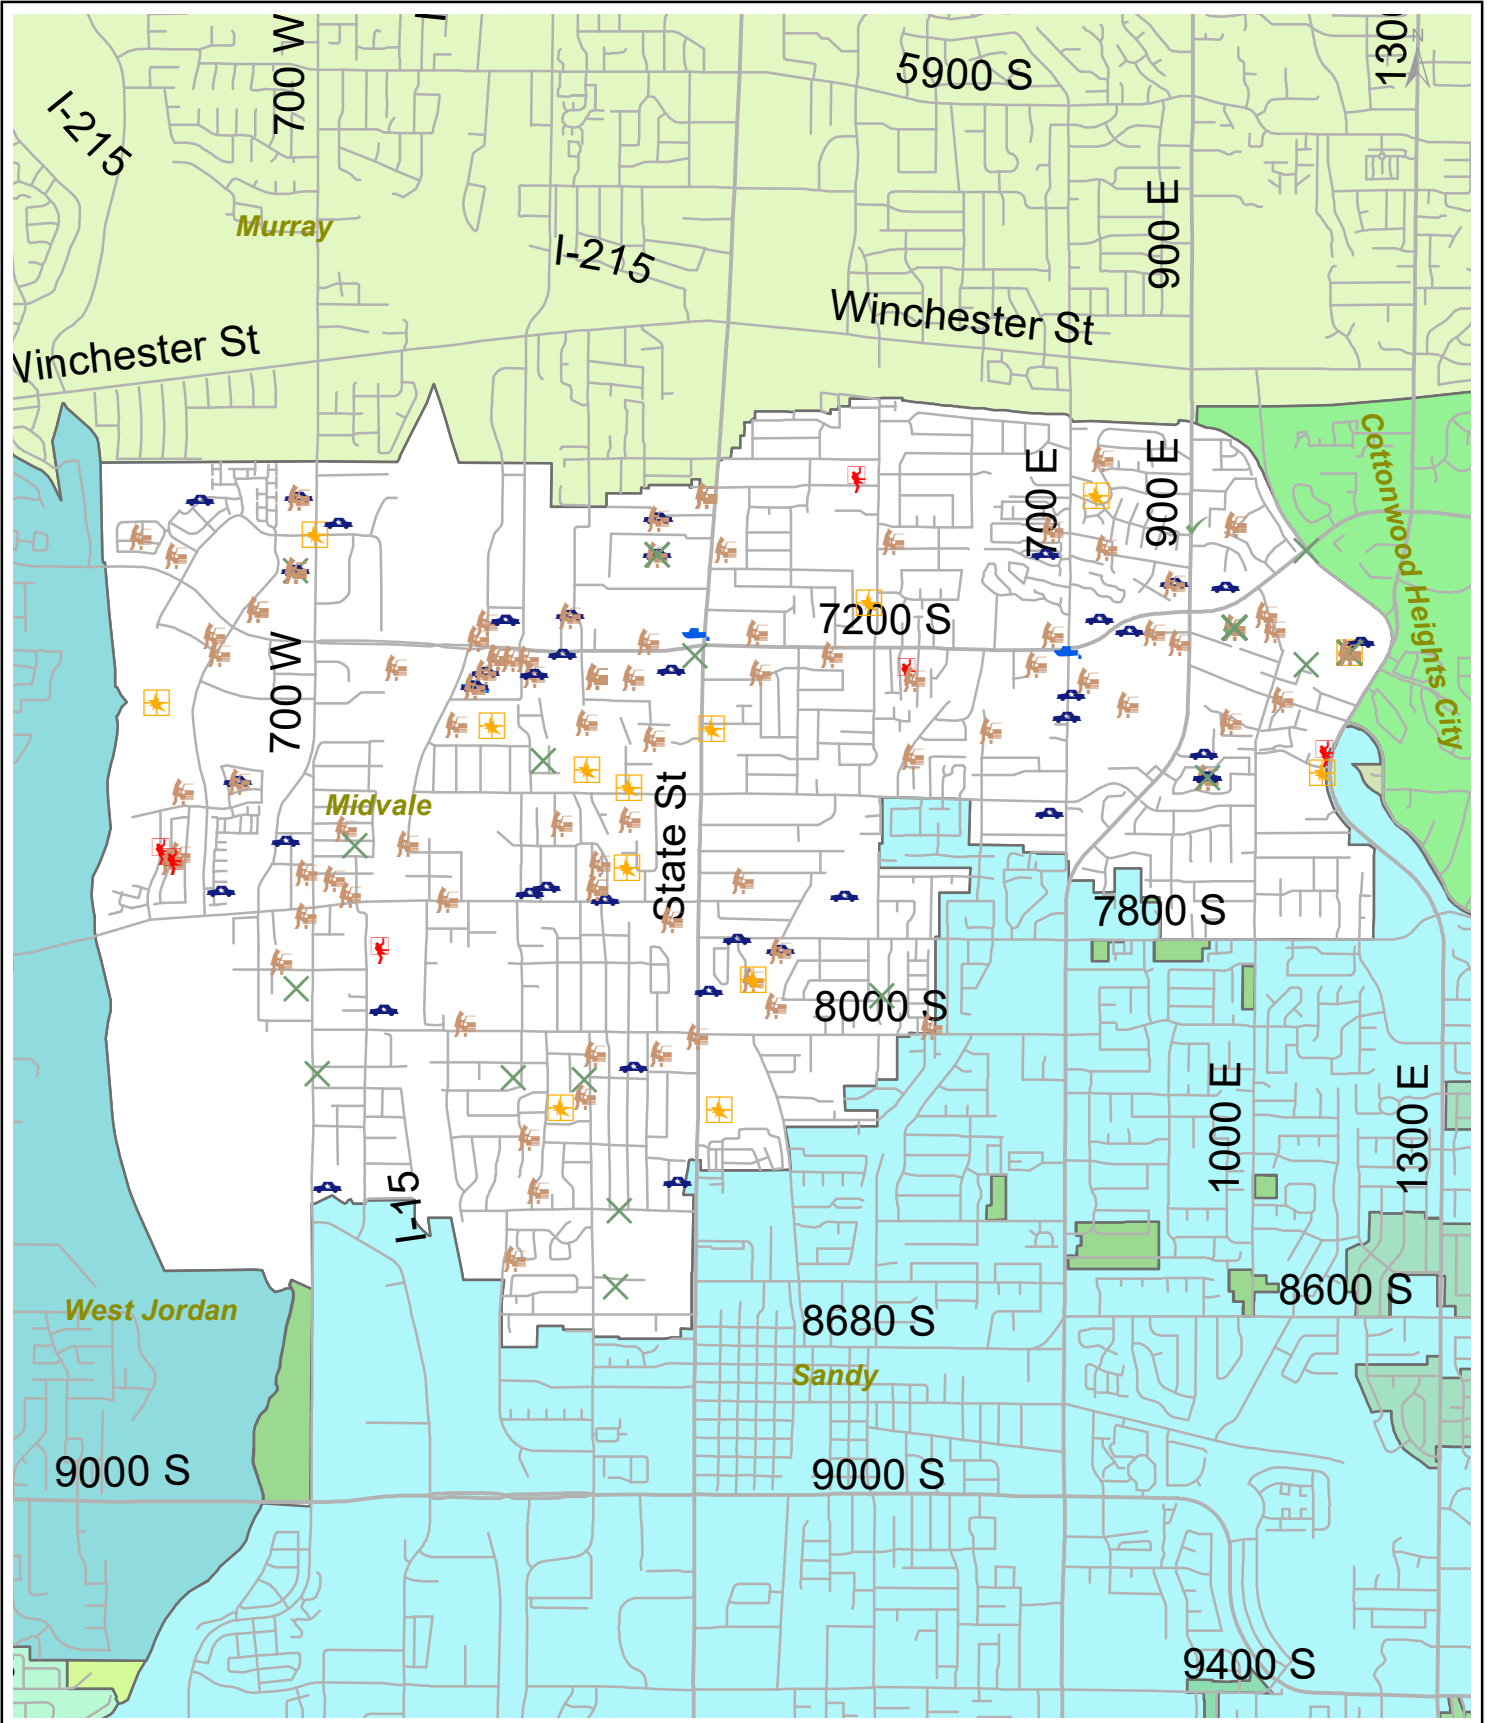 700 W
1300
5900 S
I-215
900 E
Murray
I-215
Winchester St
Winchester St
Cottonwood Heights City
700 E
900 E
7200 S
700 W
Midvale
State St
7800 S
8000 S
1000 E
1300 E
I-15
8600 S
West Jordan
8680 S
Sandy
9000 S
9000 S
9400 S